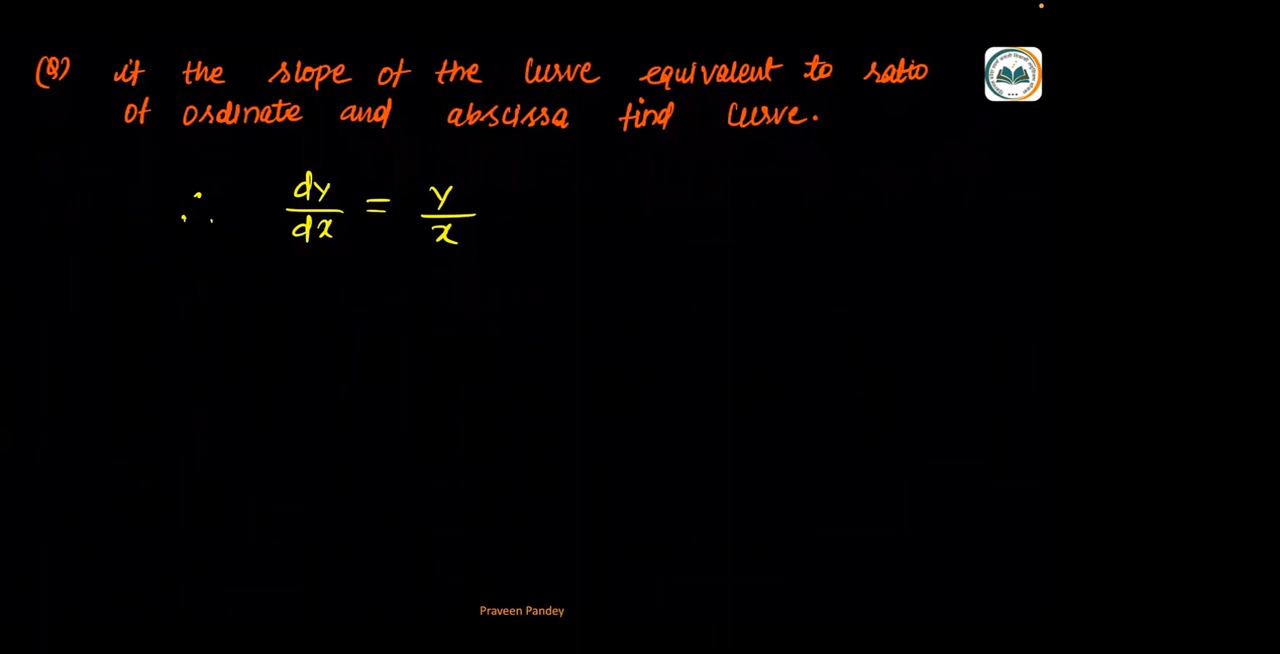 (Q) if the slope of the curve equivalent to ratio
of ordinate and abscissa find curve.
∴ dy/dx = y/x
Praveen Pandey